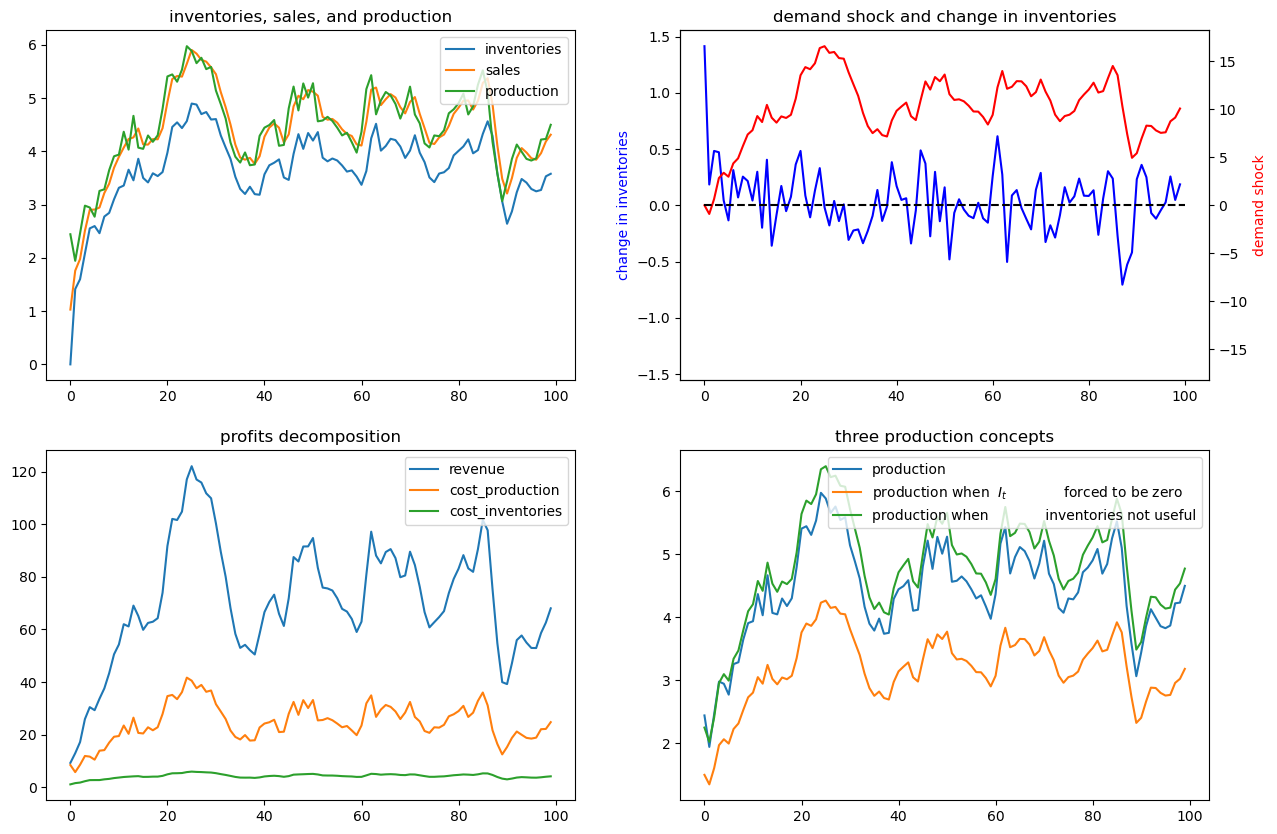 inventories, sales, and production
6
5
4
3
2
1
0
0 20 40 60 80 100
inventories
sales
production
demand shock and change in inventories
change in inventories
1.5
1.0
0.5
0.0
−0.5
−1.0
−1.5
0 20 40 60 80 100
15
10
5
0
−5
−10
−15
demand shock
profits decomposition
120
100
80
60
40
20
0
0 20 40 60 80 100
revenue
cost_production
cost_inventories
three production concepts
6
5
4
3
2
0 20 40 60 80 100
production
production when I_t forced to be zero
production when inventories not useful